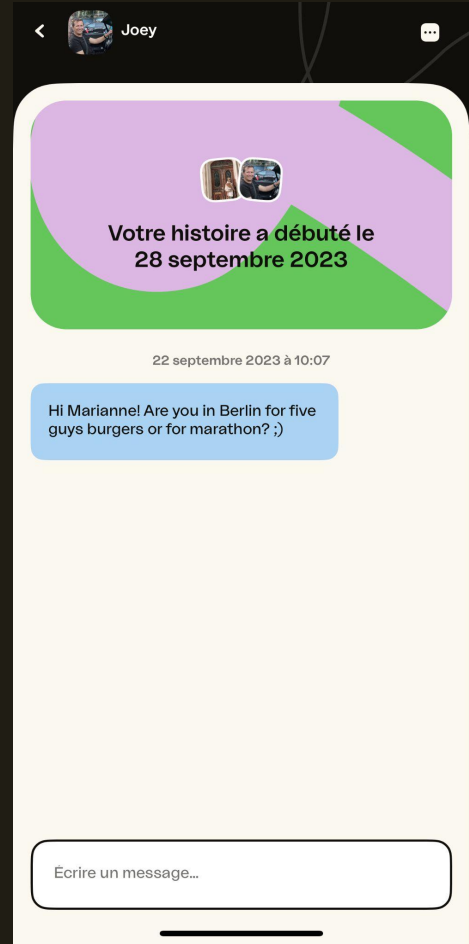 Joey
Votre histoire a débuté le
28 septembre 2023
22 septembre 2023 à 10:07
Hi Marianne! Are you in Berlin for five
guys burgers or for marathon? ;)
Écrire un message...